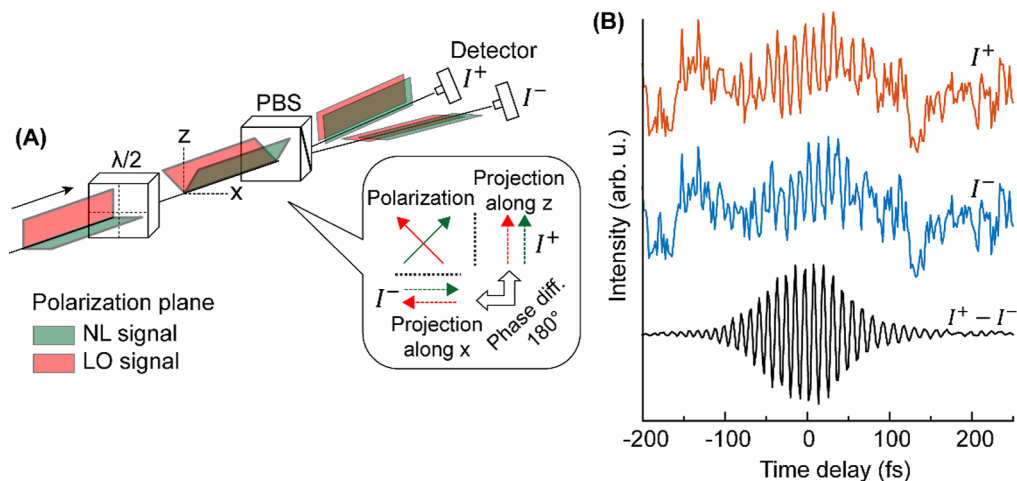 (A)
λ/2
z
x
PBS
Detector
I⁺
I⁻
Polarization
Projection
along z
I⁺
I⁻
Projection
along x
Phase diff.
180°
Polarization plane
NL signal
LO signal
(B)
I⁺
I⁻
I⁺ − I⁻
Intensity (arb. u.)
-200
-100
0
100
200
Time delay (fs)